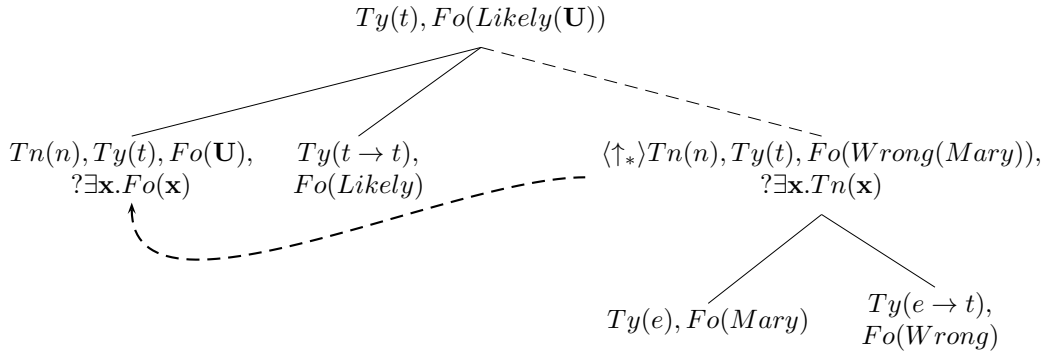 Ty(t), Fo(Likely(U))
Tn(n), Ty(t), Fo(U),
?∃x.Fo(x)
Ty(t → t),
Fo(Likely)
⟨↑∗⟩Tn(n), Ty(t), Fo(Wrong(Mary)),
?∃x.Tn(x)
Ty(e), Fo(Mary)
Ty(e → t),
Fo(Wrong)